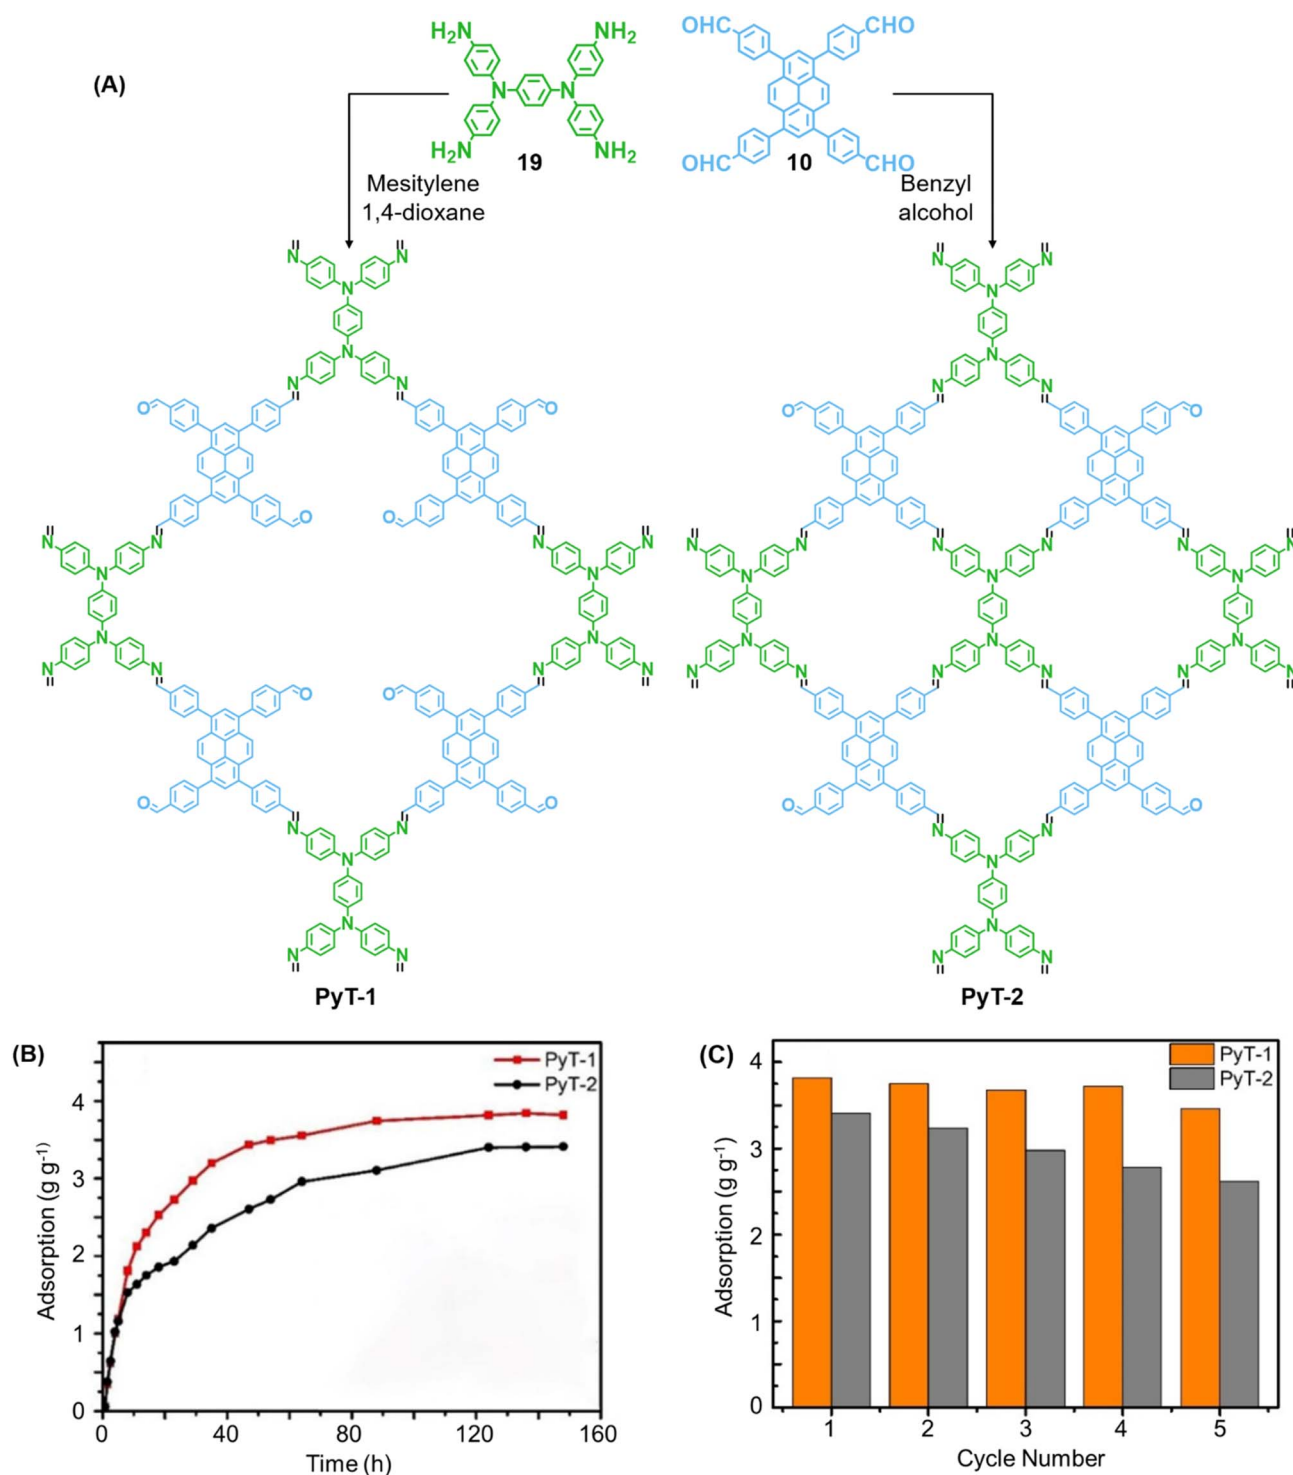 (A)
H₂N NH₂
N N
H₂N NH₂
19
OHC CHO
OHC CHO
10
Mesitylene
1,4-dioxane
Benzyl
alcohol
N N
N
N
N N
O O
O O
N N N N
N N
N N
N N N N
O O
O O
N N
N
N
N N
PyT-1
N N
N
N
N N
O O
N N N N N N
N N N
N N N
N N N N N N
O O
N N
N
N
N N
PyT-2
(B)
PyT-1
PyT-2
Adsorption (g g⁻¹)
4
3
2
1
0
0 40 80 120 160
Time (h)
(C)
PyT-1
PyT-2
Adsorption (g g⁻¹)
4
3
2
1
0
1 2 3 4 5
Cycle Number